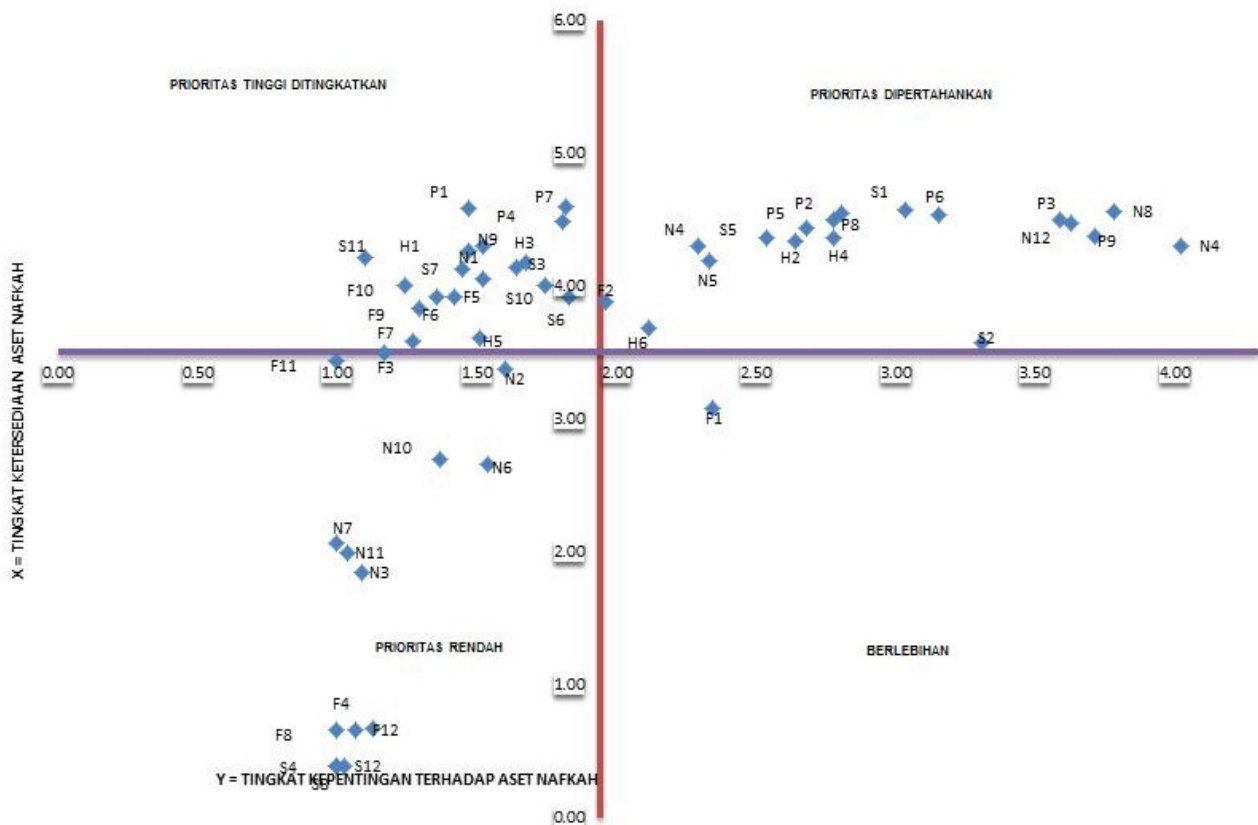 6.00
PRIORITAS TINGGI DITINGKATKAN
PRIORITAS DIPERTAHANKAN
5.00
P1
P7
S1
P6
P3
N8
P4
P5
P2
N9
H3
N4
S5
P8
N12
P9
N4
S11
H1
S7
N1
S3
H2
H4
N5
4.00
F10
F5
S10
F2
F9
F6
S6
F7
H5
H6
S2
F11
F3
0.00
0.50
1.00
1.50
2.00
2.50
3.00
3.50
4.00
N2
3.00
P1
N10
N6
X = TINGKAT KETERSEDIAAN ASET NAFKAH
N7
N11
2.00
N3
PRIORITAS RENDAH
BERLEBIHAN
1.00
F4
F8
F12
S4
S12
Y = TINGKAT KEPENTINGAN TERHADAP ASET NAFKAH
0.00